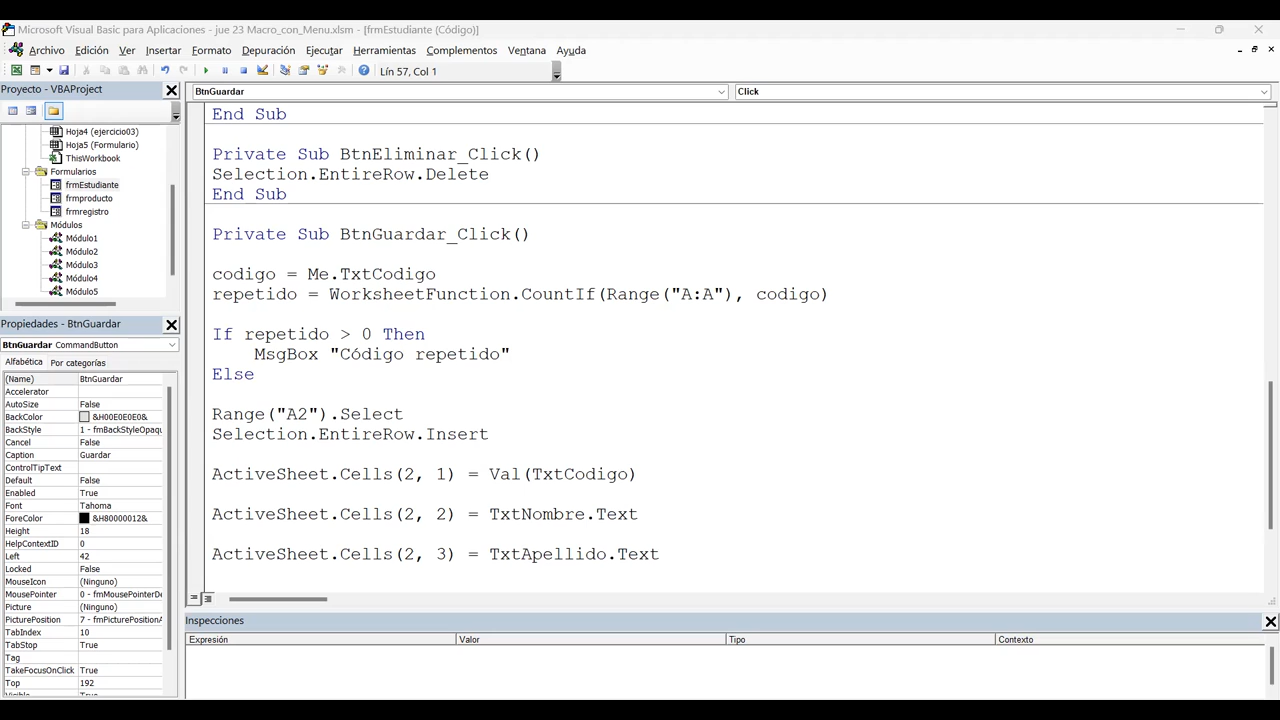 Microsoft Visual Basic para Aplicaciones - jue 23 Macro_con_Menu.xlsm - [frmEstudiante (Código)]
Archivo Edición Ver Insertar Formato Depuración Ejecutar Herramientas Complementos Ventana Ayuda
Lín 57, Col 1
Proyecto - VBAProject
Hoja4 (ejercicio03)
Hoja5 (Formulario)
ThisWorkbook
Formularios
frmEstudiante
frmproducto
frmregistro
Módulos
Módulo1
Módulo2
Módulo3
Módulo4
Módulo5
Propiedades - BtnGuardar
BtnGuardar CommandButton
Alfabética Por categorías
(Name) BtnGuardar
Accelerator
AutoSize False
BackColor &H00E0E0E0&
BackStyle 1 - fmBackStyleOpaqu
Cancel False
Caption Guardar
ControlTipText
Default False
Enabled True
Font Tahoma
ForeColor &H80000012&
Height 18
HelpContextID 0
Left 42
Locked False
MouseIcon (Ninguno)
MousePointer 0 - fmMousePointerDe
Picture (Ninguno)
PicturePosition 7 - fmPicturePositionA
TabIndex 10
TabStop True
Tag
TakeFocusOnClick True
Top 192
BtnGuardar Click
End Sub
Private Sub BtnEliminar_Click()
Selection.EntireRow.Delete
End Sub
Private Sub BtnGuardar_Click()
codigo = Me.TxtCodigo
repetido = WorksheetFunction.CountIf(Range("A:A"), codigo)
If repetido > 0 Then
MsgBox "Código repetido"
Else
Range("A2").Select
Selection.EntireRow.Insert
ActiveSheet.Cells(2, 1) = Val(TxtCodigo)
ActiveSheet.Cells(2, 2) = TxtNombre.Text
ActiveSheet.Cells(2, 3) = TxtApellido.Text
Inspecciones
Expresión Valor Tipo Contexto